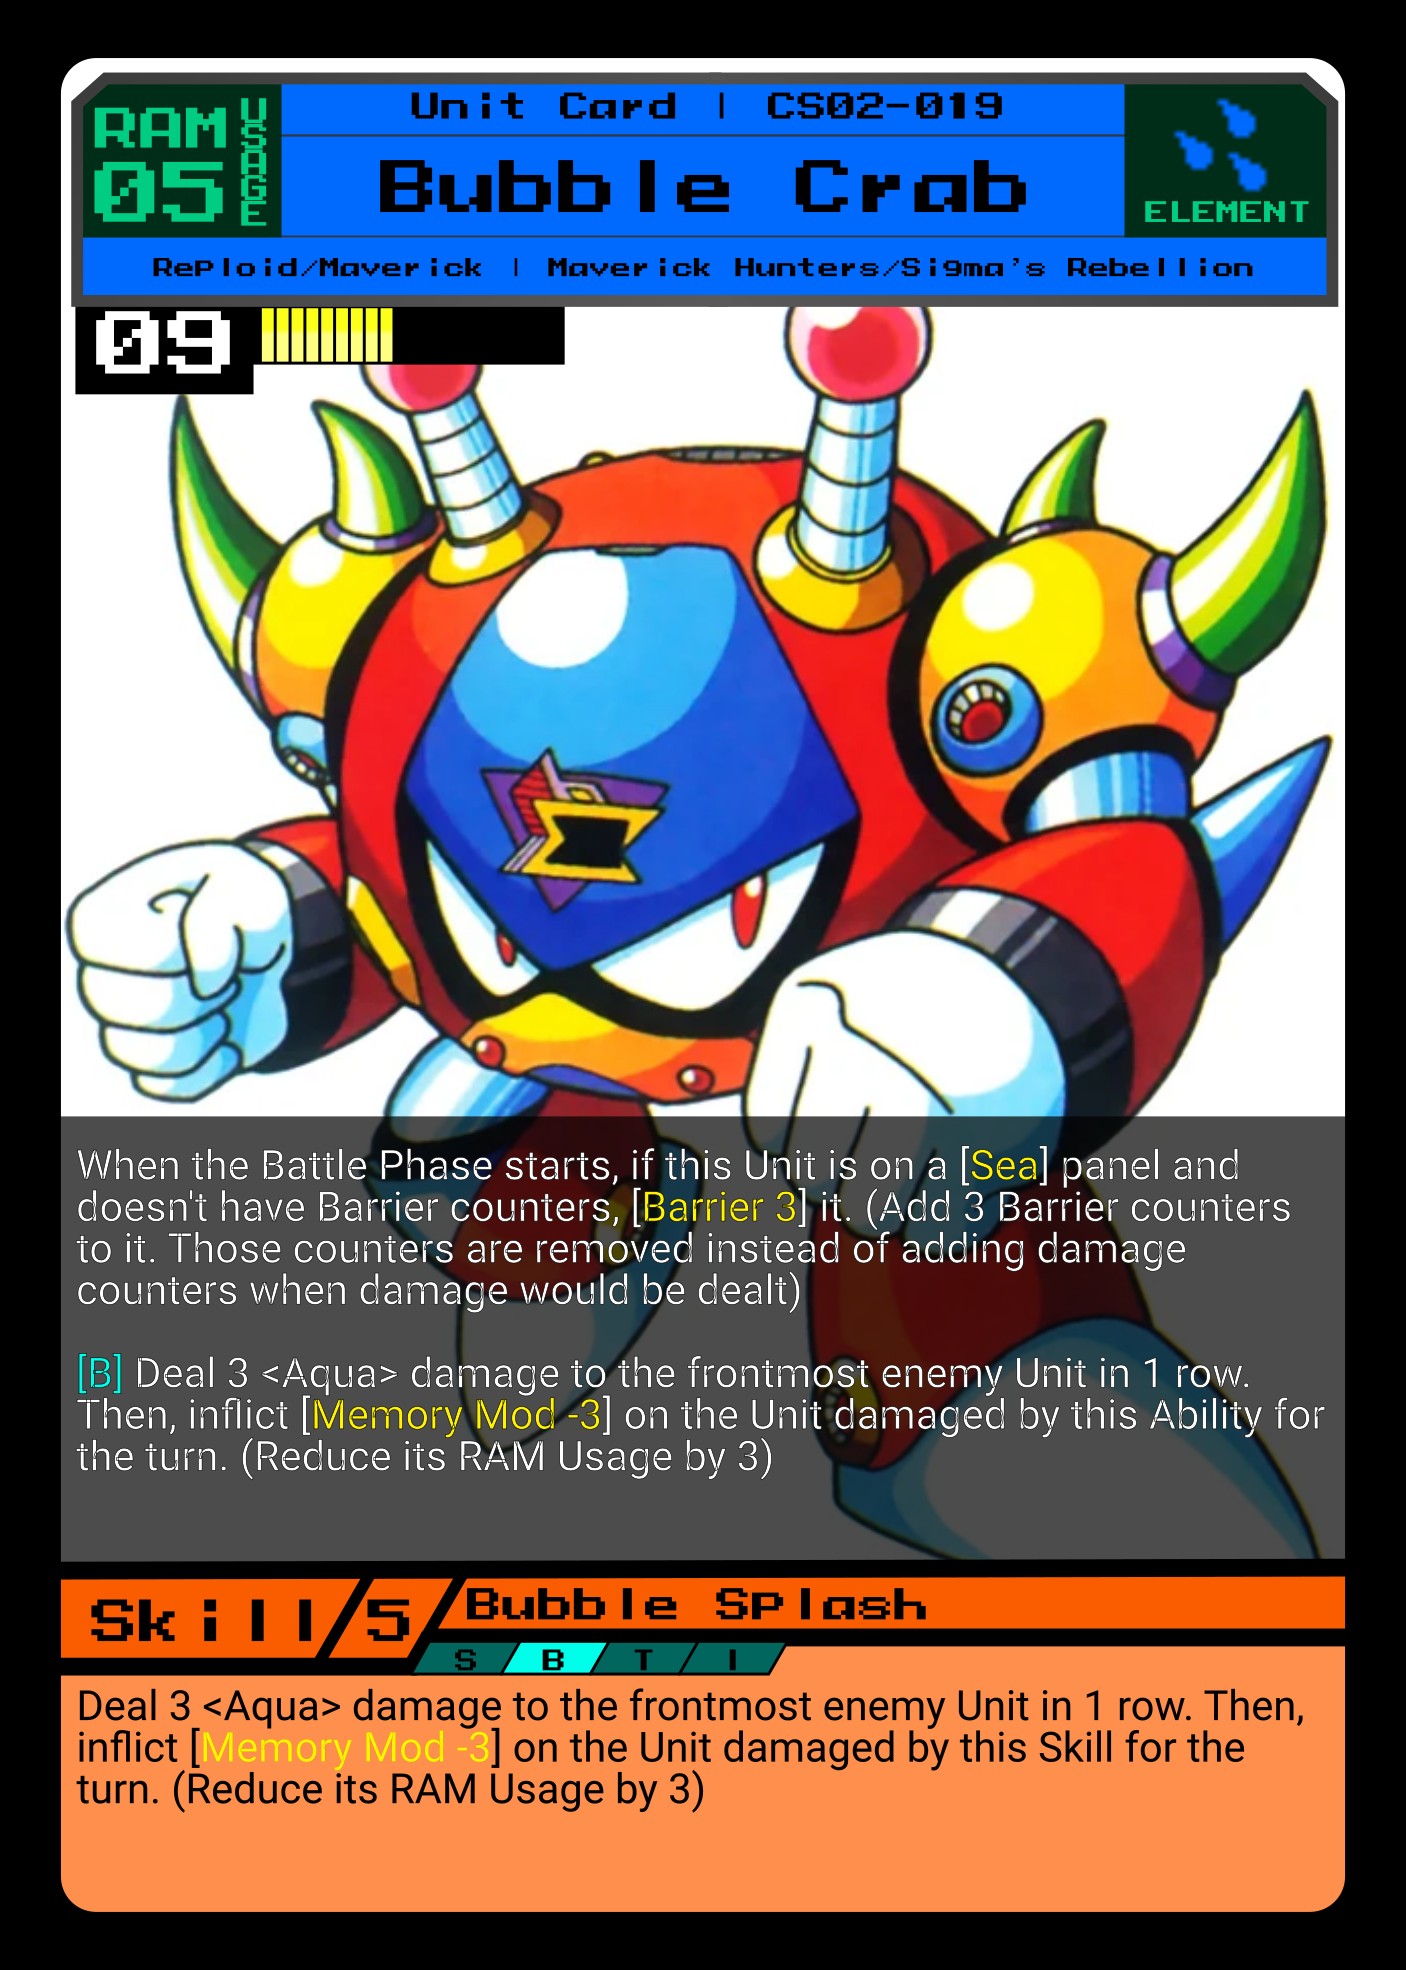 RAM USAGE
05
Unit Card | CS02-019
Bubble Crab
ELEMENT
Reploid/Maverick | Maverick Hunters/Sigma's Rebellion
09
When the Battle Phase starts, if this Unit is on a [Sea] panel and
doesn't have Barrier counters, [Barrier 3] it. (Add 3 Barrier counters
to it. Those counters are removed instead of adding damage
counters when damage would be dealt)
[B] Deal 3 <Aqua> damage to the frontmost enemy Unit in 1 row.
Then, inflict [Memory Mod -3] on the Unit damaged by this Ability for
the turn. (Reduce its RAM Usage by 3)
Skill/5 Bubble Splash
S B T I
Deal 3 <Aqua> damage to the frontmost enemy Unit in 1 row. Then,
inflict [Memory Mod -3] on the Unit damaged by this Skill for the
turn. (Reduce its RAM Usage by 3)